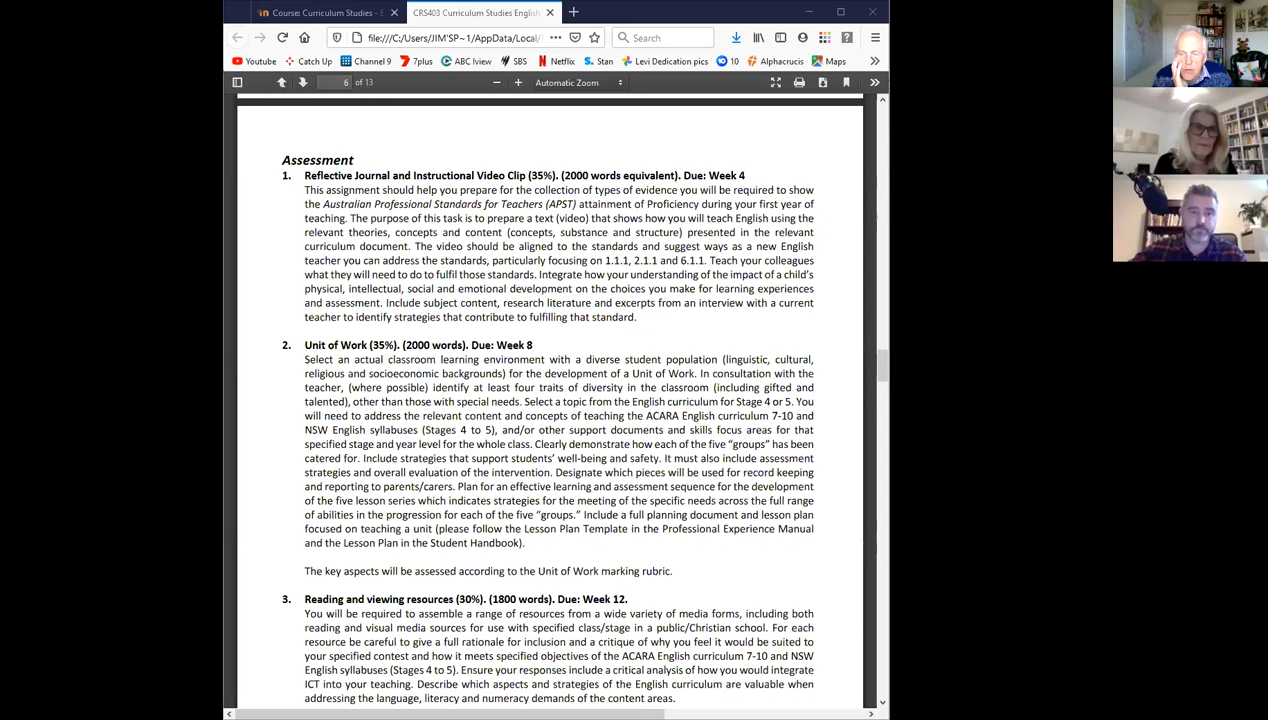 Course: Curriculum Studies - E
CRS403 Curriculum Studies English
file:///C:/Users/JIM'SP~1/AppData/Local/
Search
Youtube
Catch Up
Channel 9
7plus
ABC View
SBS
Netflix
Stan
Levi Dedication pics
10
Alphacrucis
Maps
6
of 13
Automatic Zoom
Assessment
1. Reflective Journal and Instructional Video Clip (35%). (2000 words equivalent). Due: Week 4
This assignment should help you prepare for the collection of types of evidence you will be required to show
the Australian Professional Standards for Teachers (APST) attainment of Proficiency during your first year of
teaching. The purpose of this task is to prepare a text (video) that shows how you will teach English using the
relevant theories, concepts and content (concepts, substance and structure) presented in the relevant
curriculum document. The video should be aligned to the standards and suggest ways as a new English
teacher you can address the standards, particularly focusing on 1.1.1, 2.1.1 and 6.1.1. Teach your colleagues
what they will need to do to fulfil those standards. Integrate how your understanding of the impact of a child's
physical, intellectual, social and emotional development on the choices you make for learning experiences
and assessment. Include subject content, research literature and excerpts from an interview with a current
teacher to identify strategies that contribute to fulfilling that standard.
2. Unit of Work (35%). (2000 words). Due: Week 8
Select an actual classroom learning environment with a diverse student population (linguistic, cultural,
religious and socioeconomic backgrounds) for the development of a Unit of Work. In consultation with the
teacher, (where possible) identify at least four traits of diversity in the classroom (including gifted and
talented), other than those with special needs. Select a topic from the English curriculum for Stage 4 or 5. You
will need to address the relevant content and concepts of teaching the ACARA English curriculum 7-10 and
NSW English syllabuses (Stages 4 to 5), and/or other support documents and skills focus areas for that
specified stage and year level for the whole class. Clearly demonstrate how each of the five "groups" has been
catered for. Include strategies that support students' well-being and safety. It must also include assessment
strategies and overall evaluation of the intervention. Designate which pieces will be used for record keeping
and reporting to parents/carers. Plan for an effective learning and assessment sequence for the development
of the five lesson series which indicates strategies for the meeting of the specific needs across the full range
of abilities in the progression for each of the five "groups." Include a full planning document and lesson plan
focused on teaching a unit (please follow the Lesson Plan Template in the Professional Experience Manual
and the Lesson Plan in the Student Handbook).
The key aspects will be assessed according to the Unit of Work marking rubric.
3. Reading and viewing resources (30%). (1800 words). Due: Week 12.
You will be required to assemble a range of resources from a wide variety of media forms, including both
reading and visual media sources for use with specified class/stage in a public/Christian school. For each
resource be careful to give a full rationale for inclusion and a critique of why you feel it would be suited to
your specified contest and how it meets specified objectives of the ACARA English curriculum 7-10 and NSW
English syllabuses (Stages 4 to 5). Ensure your responses include a critical analysis of how you would integrate
ICT into your teaching. Describe which aspects and strategies of the English curriculum are valuable when
addressing the language, literacy and numeracy demands of the content areas.